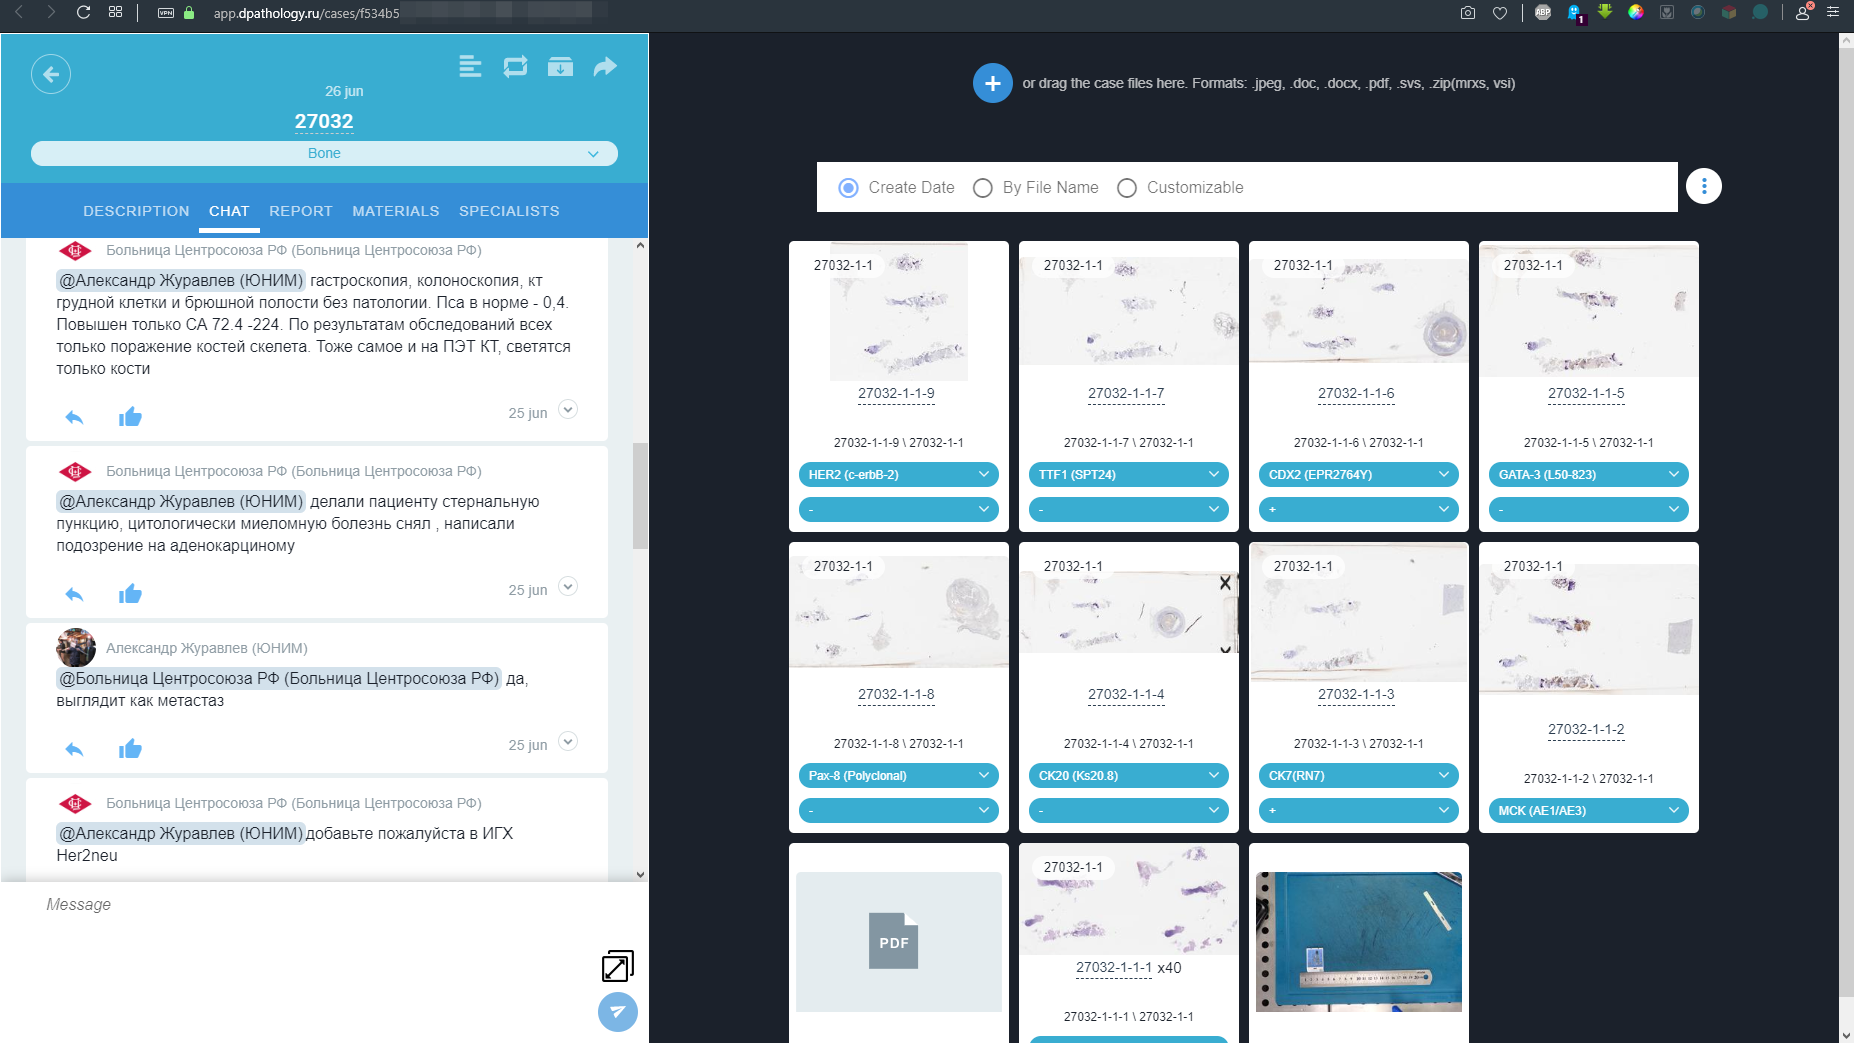 VPN
app.dpathology.ru/cases/f534b5
ABP
1
26 jun
27032
Bone
DESCRIPTION CHAT REPORT MATERIALS SPECIALISTS
Больница Центросоюза РФ (Больница Центросоюза РФ)
@Александр Журавлев (ЮНИМ) гастроскопия, колоноскопия, кт
грудной клетки и брюшной полости без патологии. Пса в норме - 0,4.
Повышен только СА 72.4 -224. По результатам обследований всех
только поражение костей скелета. Тоже самое и на ПЭТ КТ, светятся
только кости
25 jun
Больница Центросоюза РФ (Больница Центросоюза РФ)
@Александр Журавлев (ЮНИМ) делали пациенту стернальную
пункцию, цитологически миеломную болезнь снял , написали
подозрение на аденокарциному
25 jun
Александр Журавлев (ЮНИМ)
@Больница Центросоюза РФ (Больница Центросоюза РФ) да,
выглядит как метастаз
25 jun
Больница Центросоюза РФ (Больница Центросоюза РФ)
@Александр Журавлев (ЮНИМ)добавьте пожалуйста в ИГХ
Her2neu
Message
+ or drag the case files here. Formats: .jpeg, .doc, .docx, .pdf, .svs, .zip(mrxs, vsi)
Create Date By File Name Customizable
27032-1-1 27032-1-1 27032-1-1 27032-1-1
27032-1-1-9 27032-1-1-7 27032-1-1-6 27032-1-1-5
27032-1-1-9 \ 27032-1-1 27032-1-1-7 \ 27032-1-1 27032-1-1-6 \ 27032-1-1 27032-1-1-5 \ 27032-1-1
HER2 (c-erbB-2) TTF1 (SPT24) CDX2 (EPR2764Y) GATA-3 (L50-823)
- - + -
27032-1-1 27032-1-1 27032-1-1 27032-1-1
27032-1-1-8 27032-1-1-4 27032-1-1-3 27032-1-1-2
27032-1-1-8 \ 27032-1-1 27032-1-1-4 \ 27032-1-1 27032-1-1-3 \ 27032-1-1 27032-1-1-2 \ 27032-1-1
Pax-8 (Polyclonal) CK20 (Ks20.8) CK7(RN7) MCK (AE1/AE3)
- - +
27032-1-1
PDF
27032-1-1-1 x40
27032-1-1-1 \ 27032-1-1